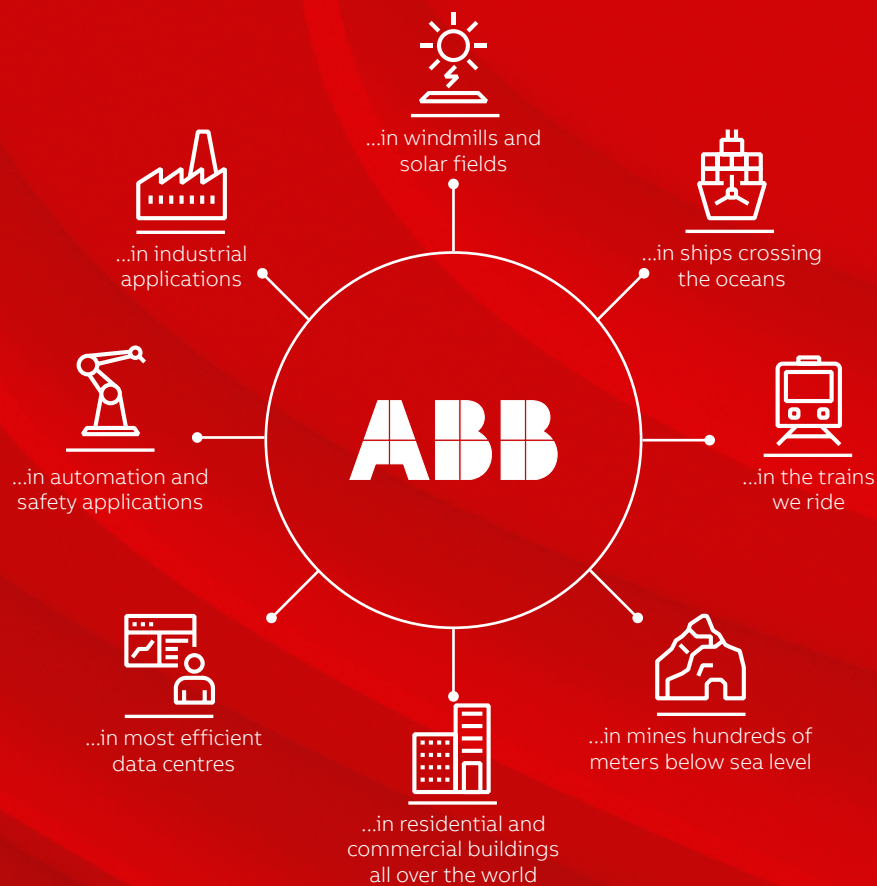 ...in windmills and
solar fields
...in industrial
applications
...in ships crossing
the oceans
ABB
...in automation and
safety applications
...in the trains
we ride
...in most efficient
data centres
...in mines hundreds of
meters below sea level
...in residential and
commercial buildings
all over the world